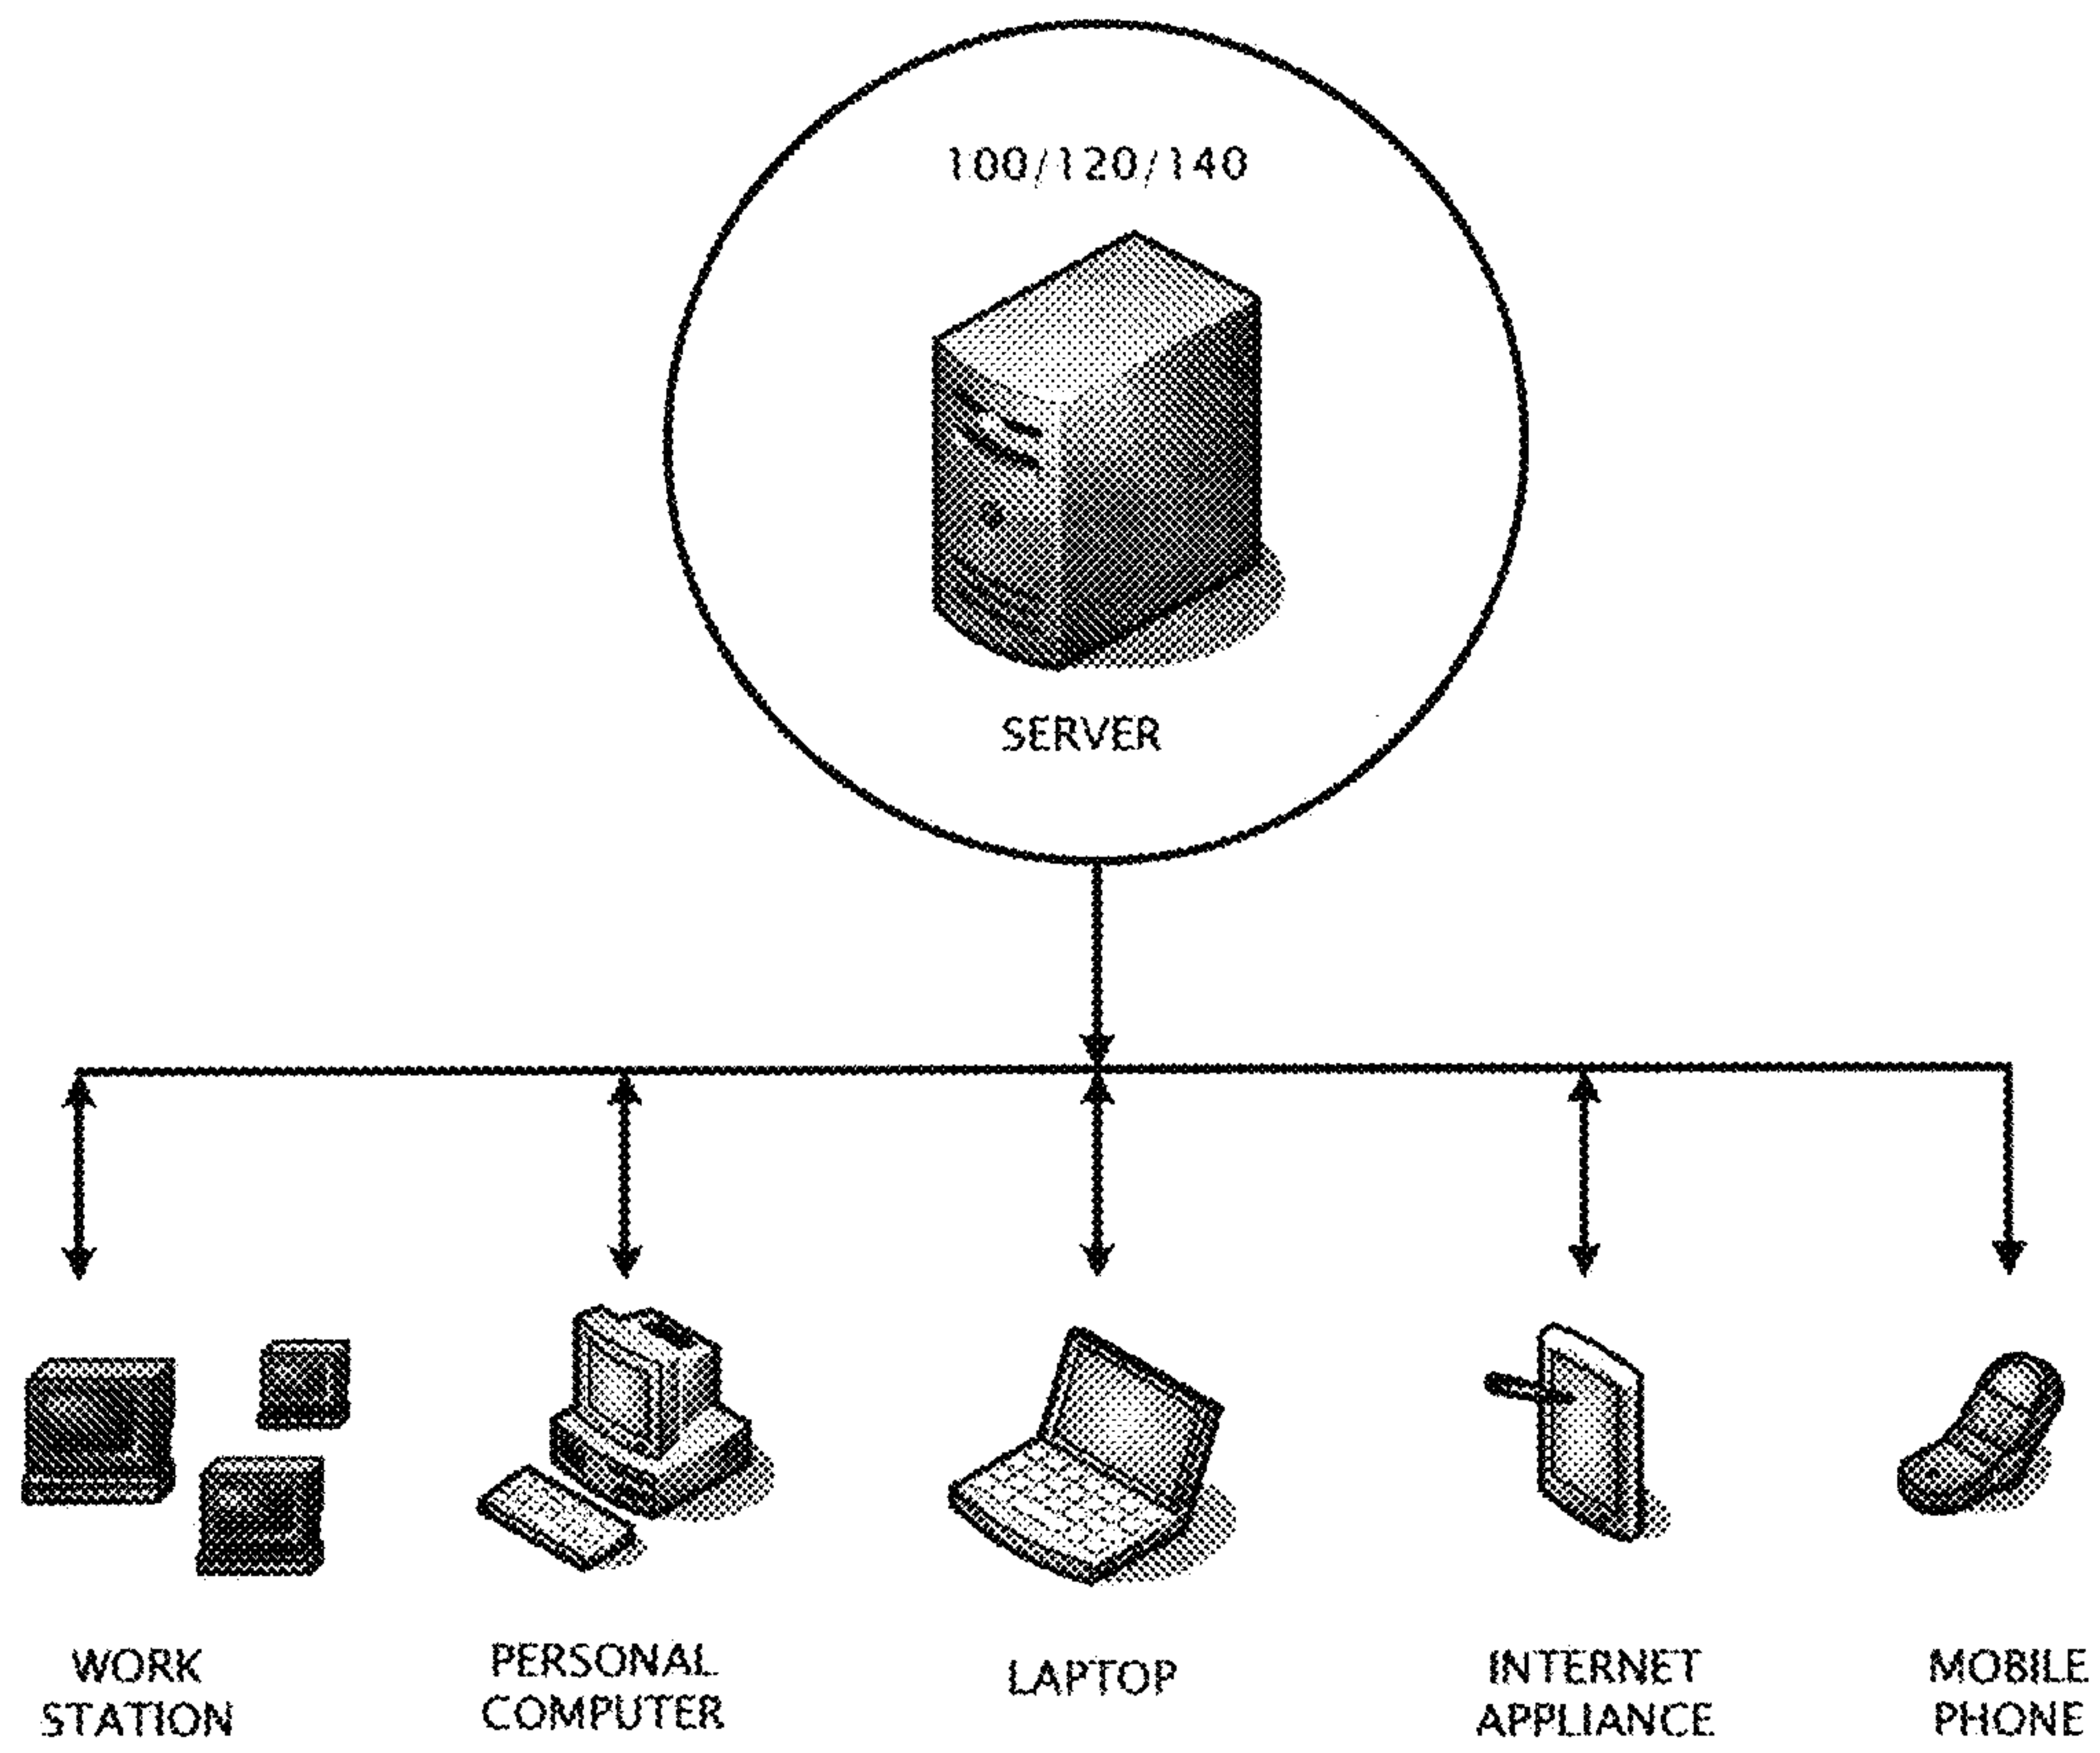 100/120/140
SERVER
WORK
STATION
PERSONAL
COMPUTER
LAPTOP
INTERNET
APPLIANCE
MOBILE
PHONE